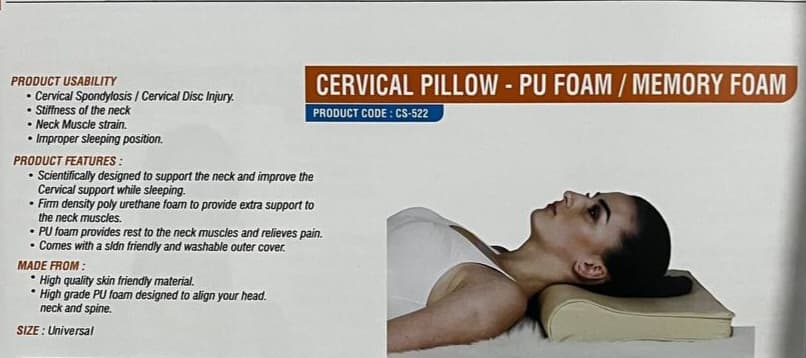 CERVICAL PILLOW - PU FOAM / MEMORY FOAM
PRODUCT CODE : CS-522
PRODUCT USABILITY
• Cervical Spondylosis / Cervical Disc Injury.
• Stiffness of the neck
• Neck Muscle strain.
• Improper sleeping position.
PRODUCT FEATURES :
• Scientifically designed to support the neck and improve the
Cervical support while sleeping.
• Firm density poly urethane foam to provide extra support to
the neck muscles.
• PU foam provides rest to the neck muscles and relieves pain.
• Comes with a sldn friendly and washable outer cover.
MADE FROM :
• High quality skin friendly material.
• High grade PU foam designed to align your head.
neck and spine.
SIZE : Universal